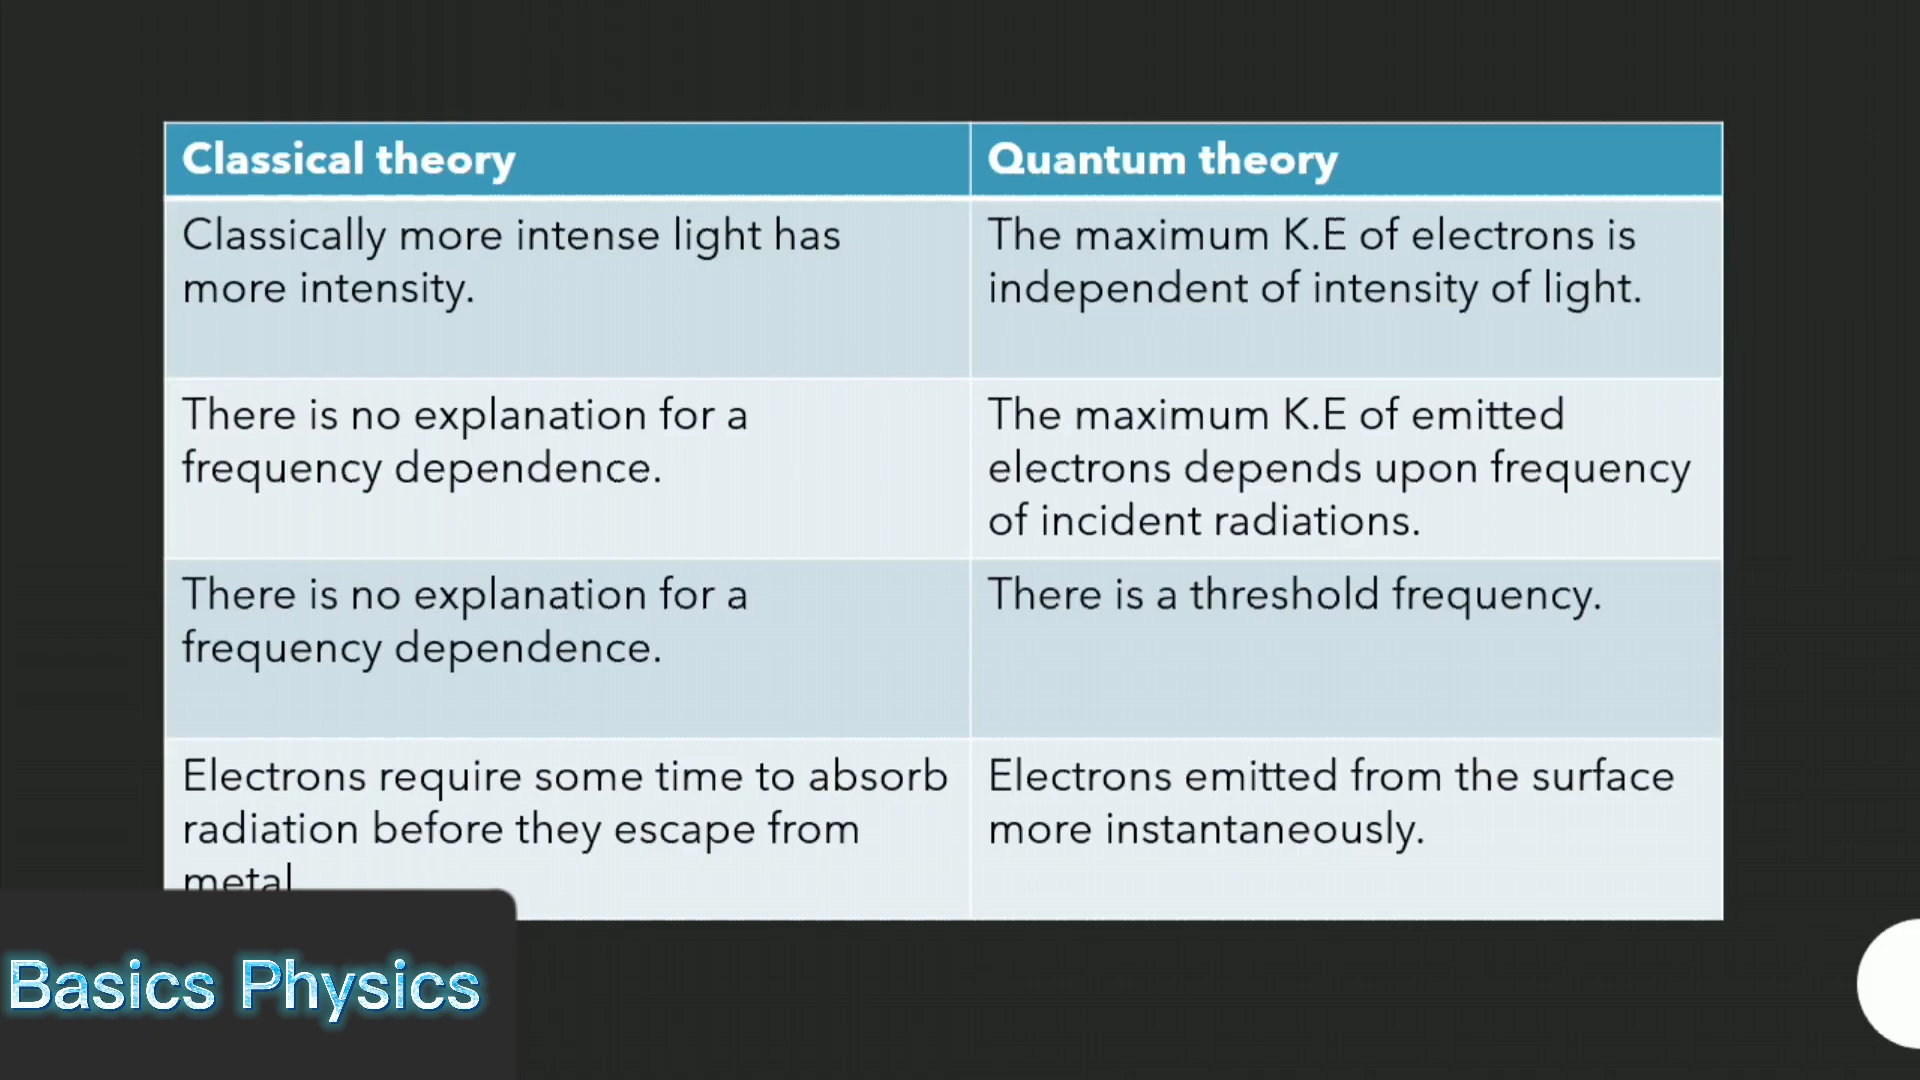 Classical theory
Quantum theory
Classically more intense light has
more intensity.
The maximum K.E of electrons is
independent of intensity of light.
There is no explanation for a
frequency dependence.
The maximum K.E of emitted
electrons depends upon frequency
of incident radiations.
There is no explanation for a
frequency dependence.
There is a threshold frequency.
Electrons require some time to absorb
radiation before they escape from
metal
Electrons emitted from the surface
more instantaneously.
Basics Physics